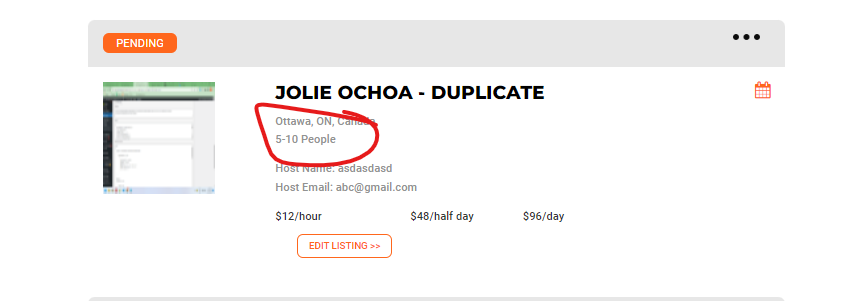 PENDING
JOLIE OCHOA - DUPLICATE
Ottawa, ON, Canada
5-10 People
Host Name: asdasdasd
Host Email: abc@gmail.com
$12/hour $48/half day $96/day
EDIT LISTING >>